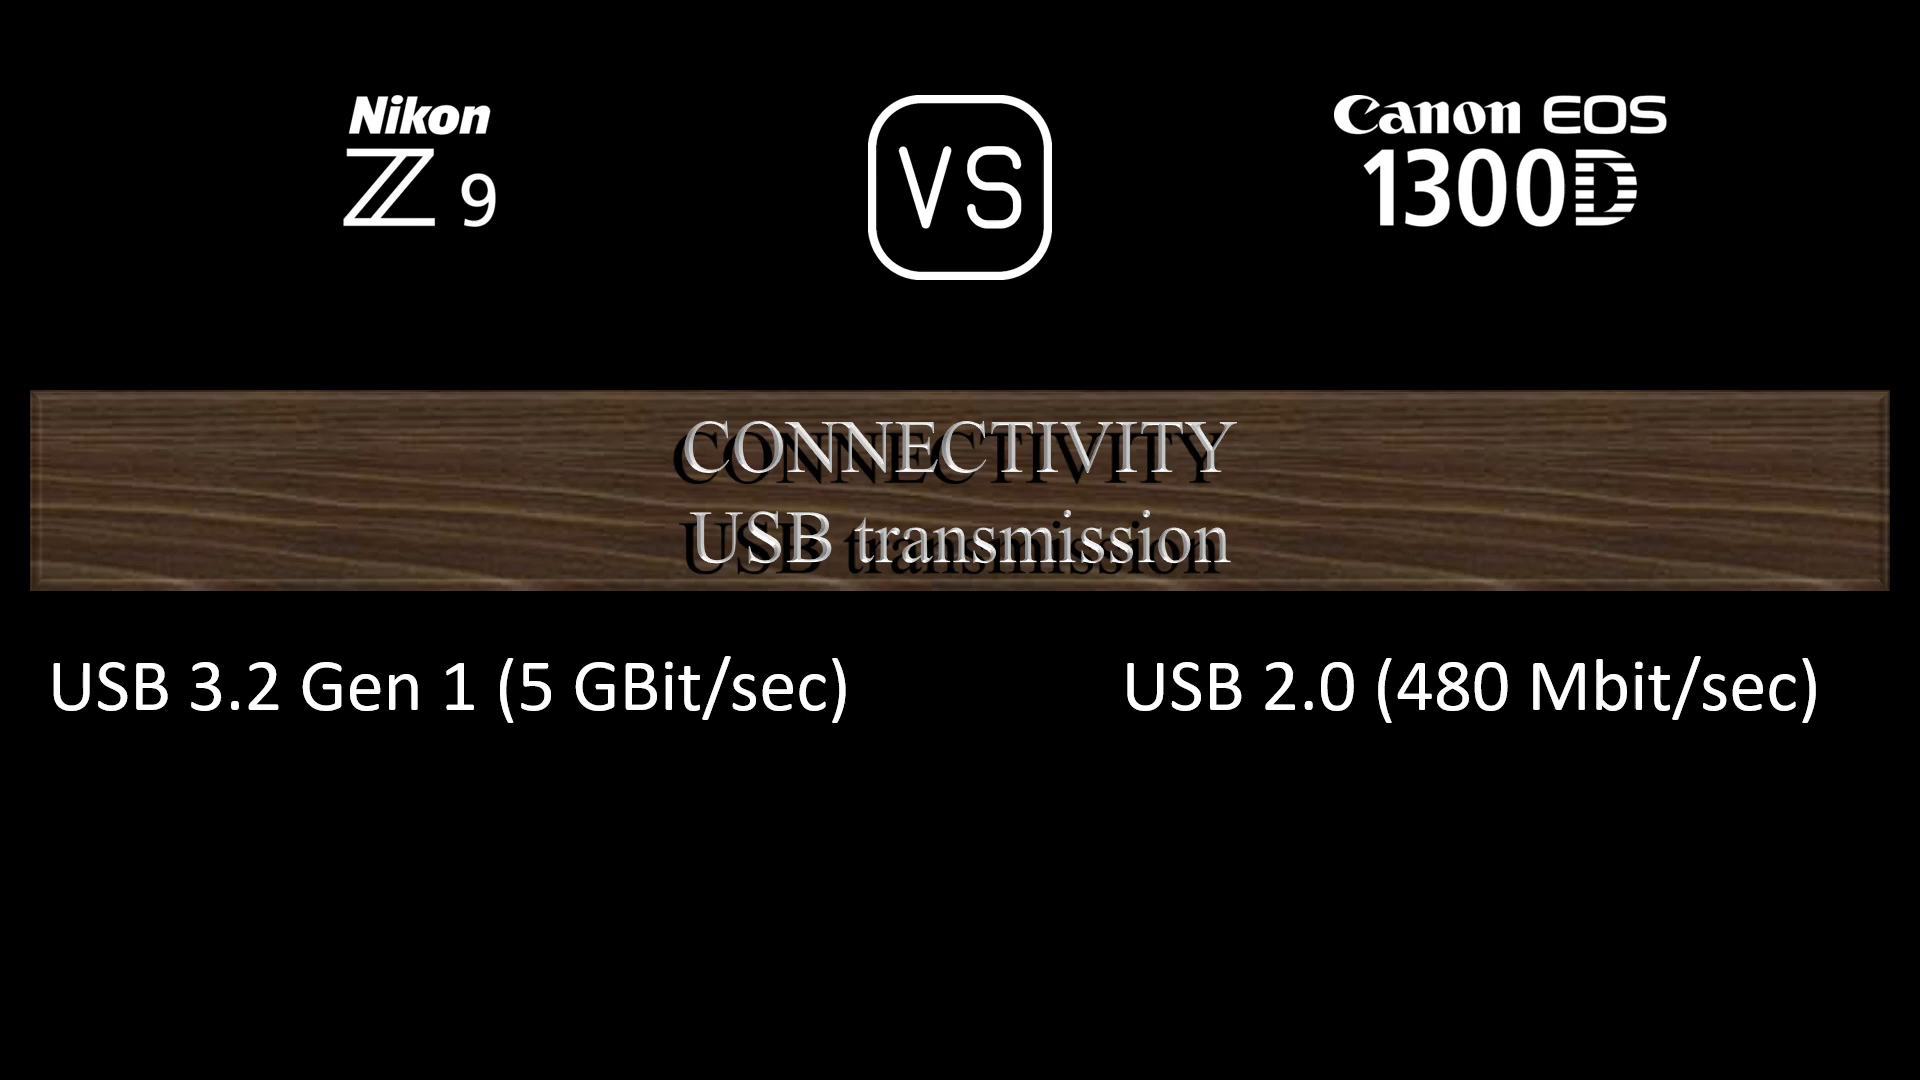 Nikon
Z 9
VS
Canon EOS
1300D
CONNECTIVITY
USB transmission
USB 3.2 Gen 1 (5 GBit/sec)
USB 2.0 (480 Mbit/sec)